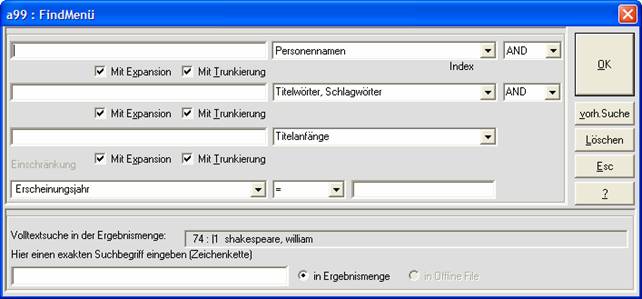 a99 : FindMenü
Personennamen AND OK
Index
Mit Expansion Mit Trunkierung
Titelwörter, Schlagwörter AND
vorh.Suche
Mit Expansion Mit Trunkierung
Titelanfänge Löschen
Einschränkung Mit Expansion Mit Trunkierung
Esc
Erscheinungsjahr = ?
Volltextsuche in der Ergebnismenge: 74 : |1 shakespeare, william
Hier einen exakten Suchbegriff eingeben (Zeichenkette)
in Ergebnismenge in Offline File